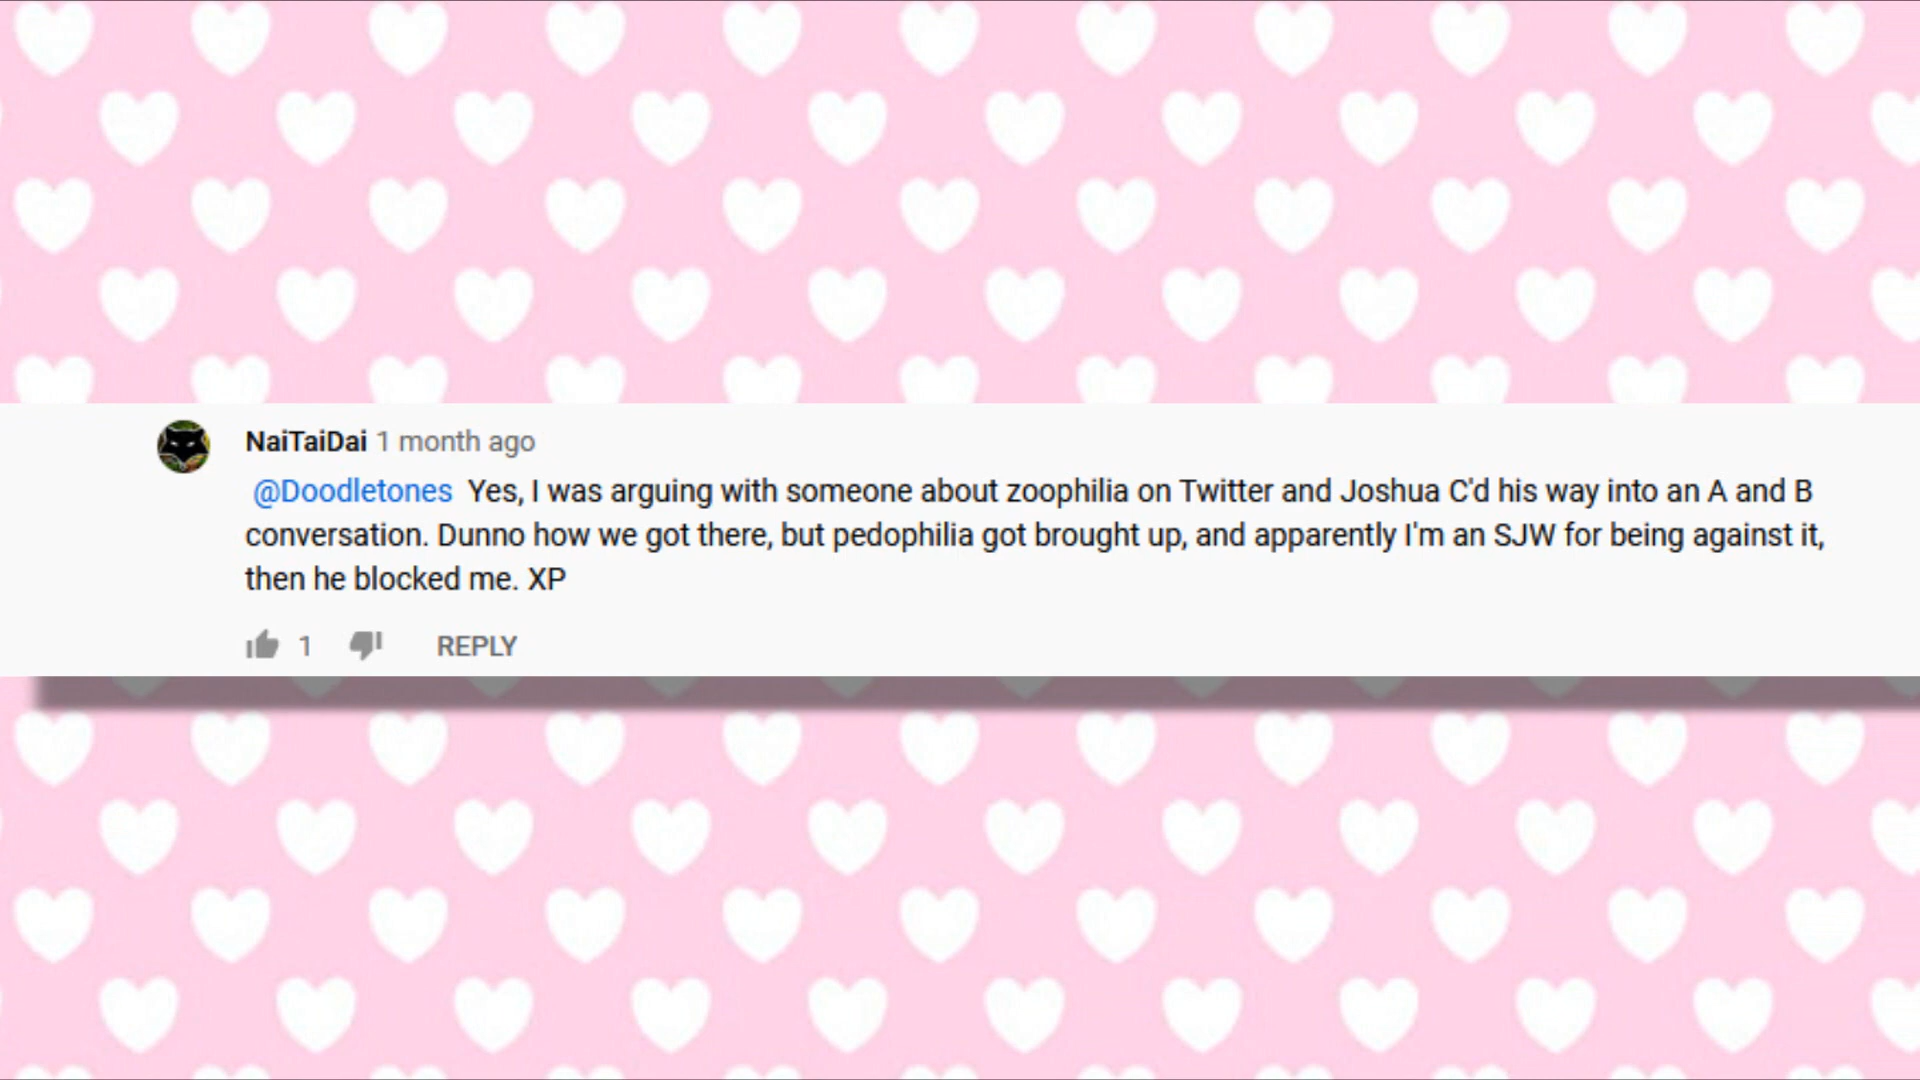 NaiTaiDai 1 month ago
@Doodletones Yes, I was arguing with someone about zoophilia on Twitter and Joshua C'd his way into an A and B
conversation. Dunno how we got there, but pedophilia got brought up, and apparently I'm an SJW for being against it,
then he blocked me. XP
1 REPLY